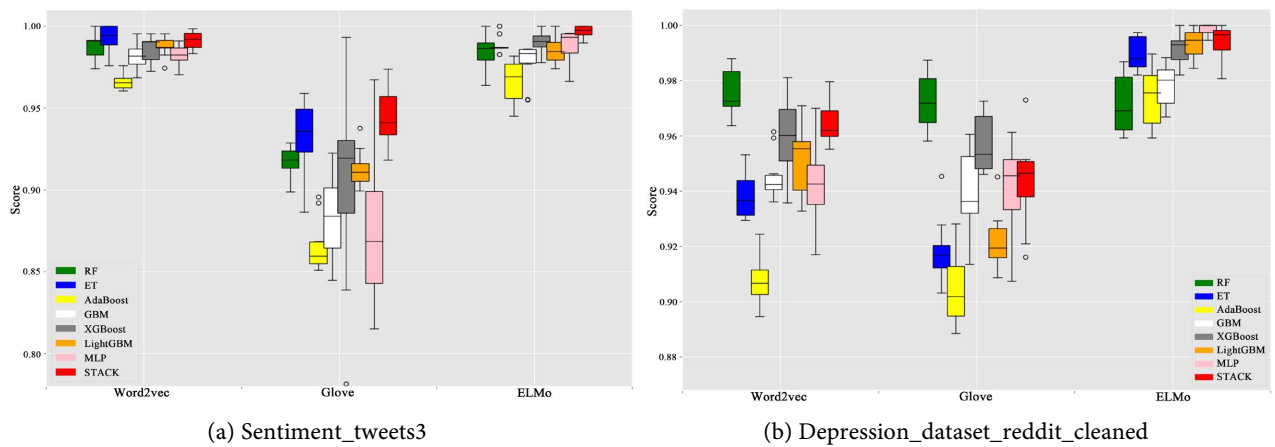 1.00
0.95
0.90
0.85
0.80
Score
RF
ET
AdaBoost
GBM
XGBoost
LightGBM
MLP
STACK
Word2vec
Glove
ELMo
(a) Sentiment_tweets3
1.00
0.98
0.96
0.94
0.92
0.90
0.88
Score
RF
ET
AdaBoost
GBM
XGBoost
LightGBM
MLP
STACK
Word2vec
Glove
ELMo
(b) Depression_dataset_reddit_cleaned